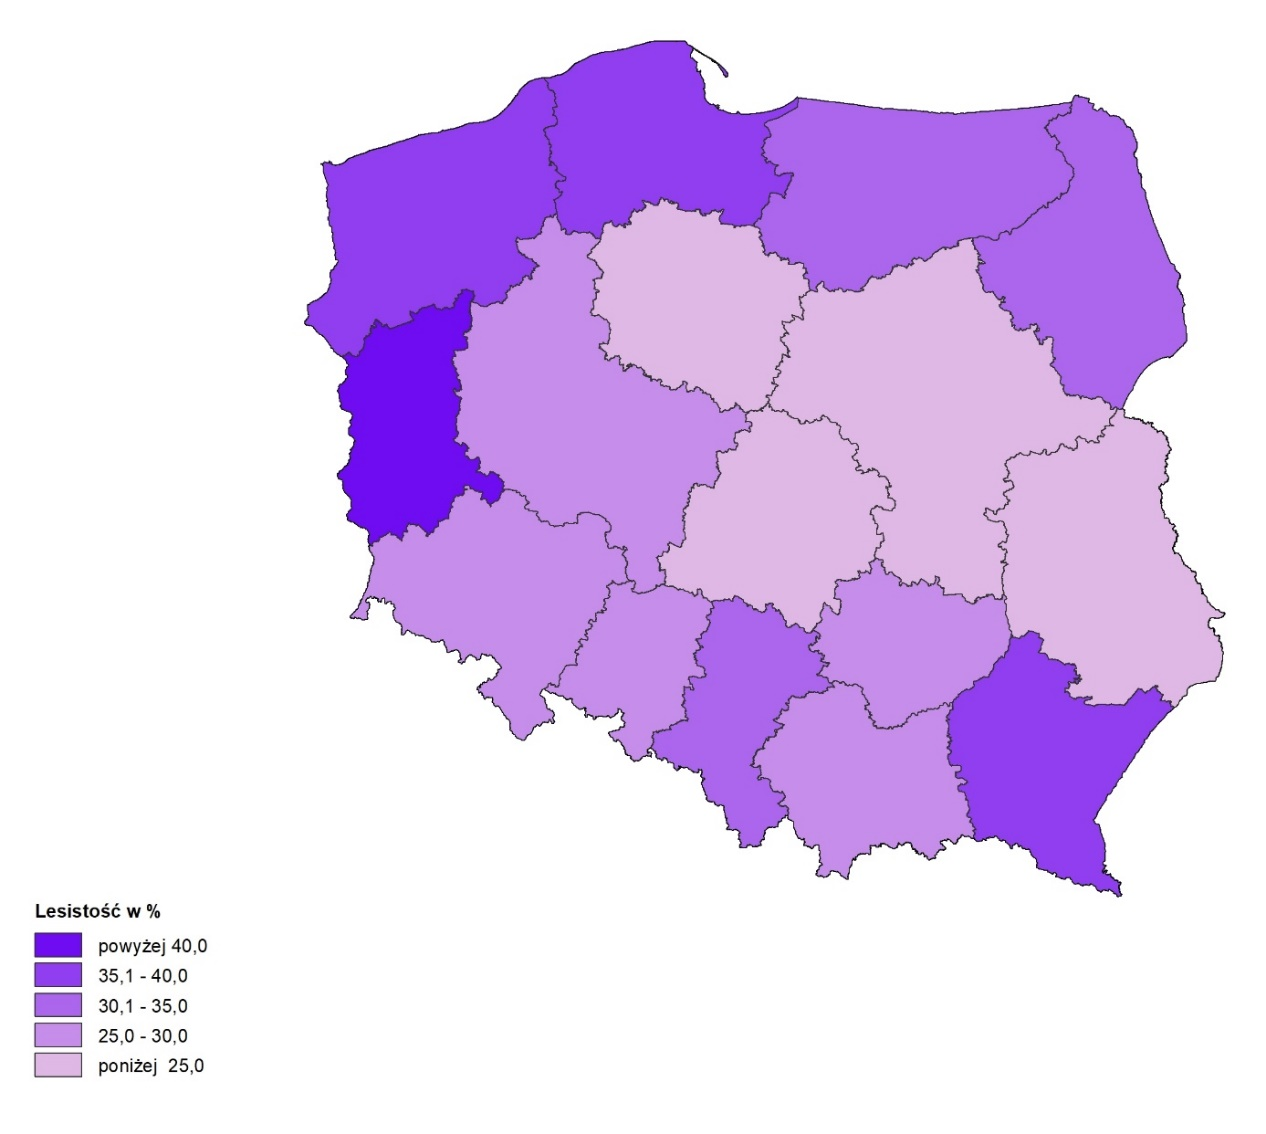 Lesistość w %
powyżej 40,0
35,1 - 40,0
30,1 - 35,0
25,0 - 30,0
poniżej 25,0